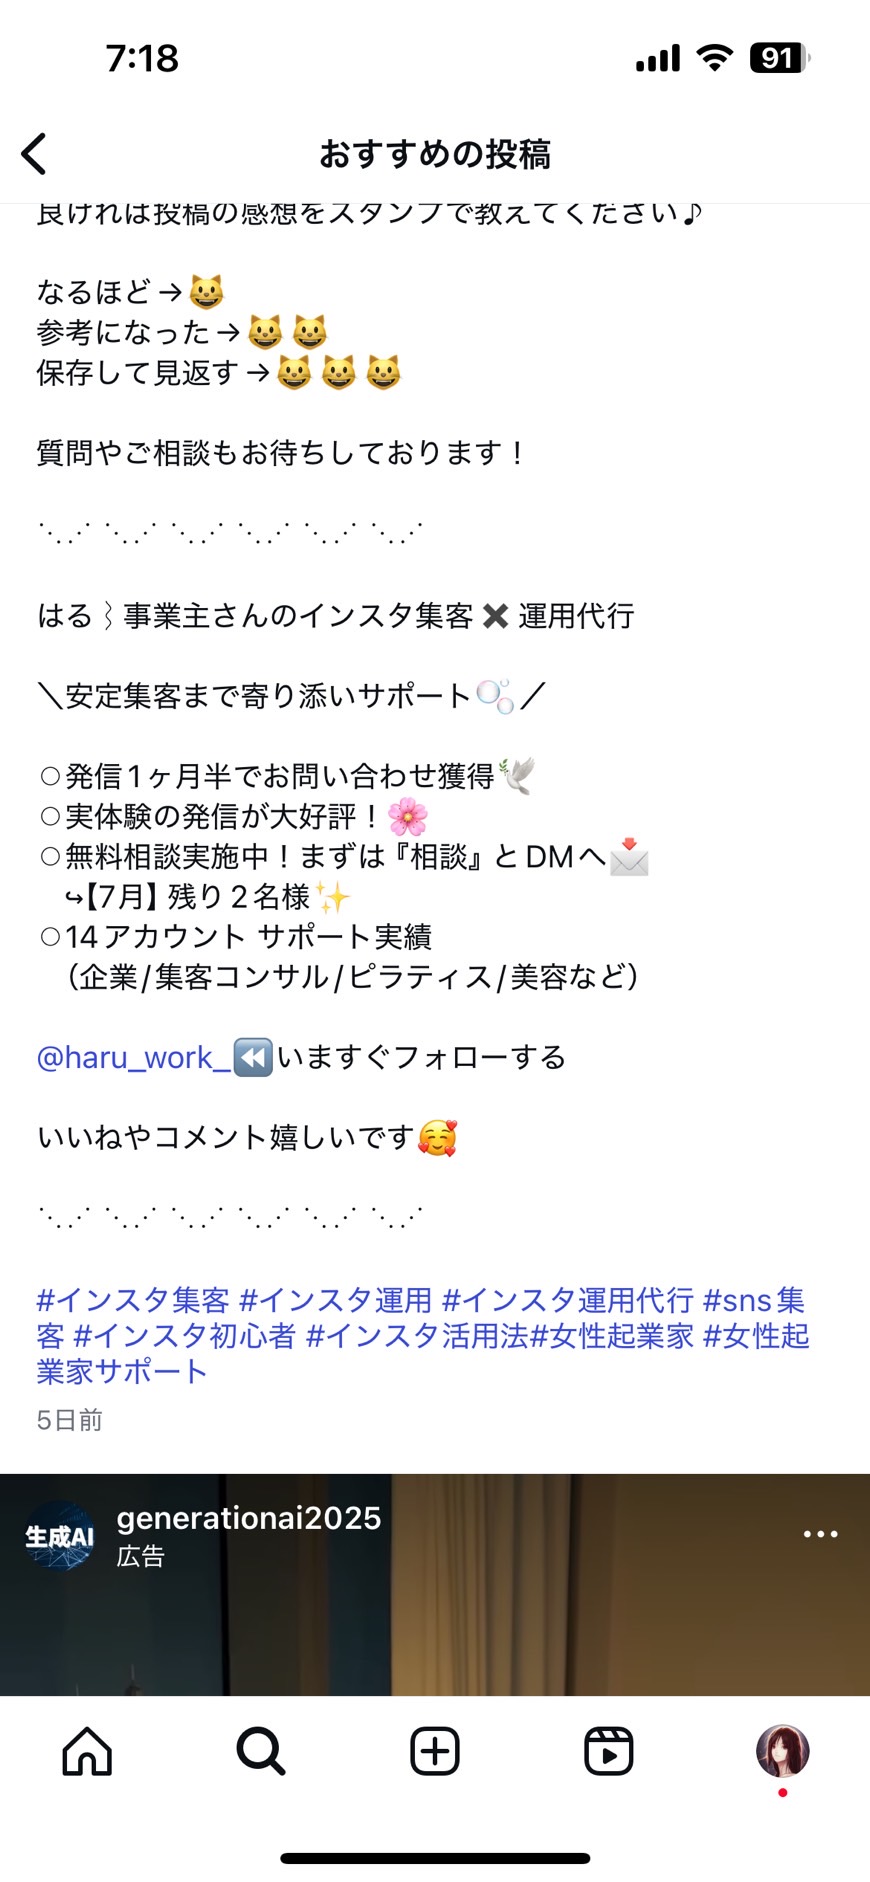 7:18
91
おすすめの投稿
良ければ投稿の感想をスタンプで教えてください♪
なるほど→😺
参考になった→😺😺
保存して見返す→😺😺😺
質問やご相談もお待ちしております！
⋱⋰ ⋱⋰ ⋱⋰ ⋱⋰ ⋱⋰ ⋱⋰
はる⌇事業主さんのインスタ集客✖️運用代行
＼安定集客まで寄り添いサポート🫧／
○発信1ヶ月半でお問い合わせ獲得🕊️
○実体験の発信が大好評！🌸
○無料相談実施中！まずは『相談』とDMへ📩
↪︎【7月】残り2名様✨
○14アカウント サポート実績
（企業/集客コンサル/ピラティス/美容など）
@haru_work_⏪いますぐフォローする
いいねやコメント嬉しいです🥰
⋱⋰ ⋱⋰ ⋱⋰ ⋱⋰ ⋱⋰ ⋱⋰
#インスタ集客 #インスタ運用 #インスタ運用代行 #sns集
客 #インスタ初心者 #インスタ活用法#女性起業家 #女性起
業家サポート
5日前
生成AI
generationai2025
広告